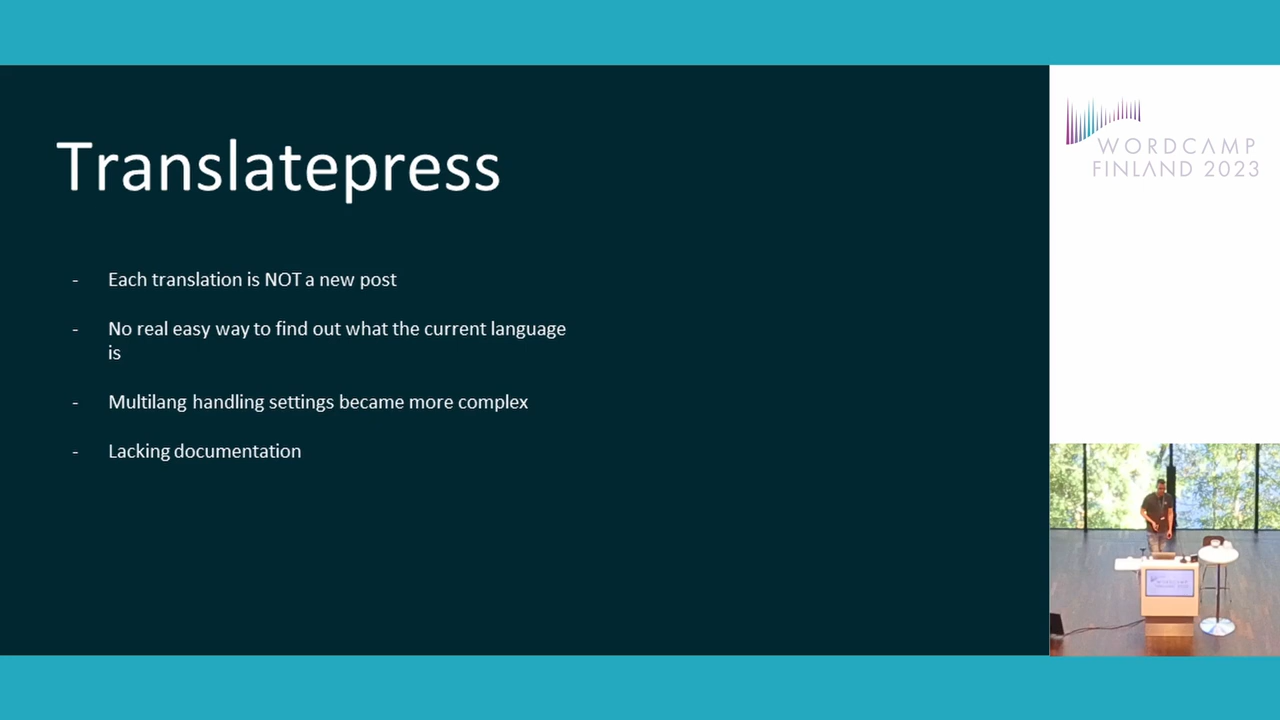 Translatepress
- Each translation is NOT a new post
- No real easy way to find out what the current language
is
- Multilang handling settings became more complex
- Lacking documentation
WORDCAMP
FINLAND 2023
WORDCAMP